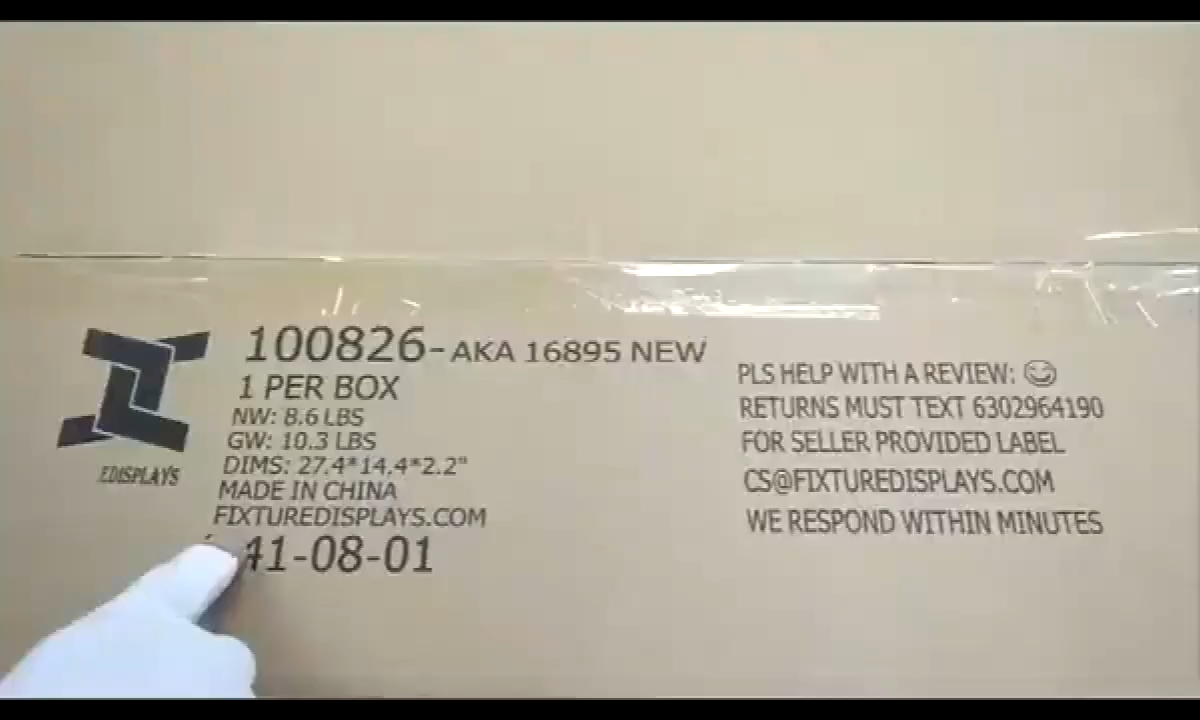 100826-AKA 16895 NEW
1 PER BOX
NW: 8.6 LBS
GW: 10.3 LBS
DIMS: 27.4*14.4*2.2"
MADE IN CHINA
FIXTUREDISPLAYS.COM
41-08-01
EDISPLAYS
PLS HELP WITH A REVIEW:
RETURNS MUST TEXT 6302964190
FOR SELLER PROVIDED LABEL
CS@FIXTUREDISPLAYS.COM
WE RESPOND WITHIN MINUTES